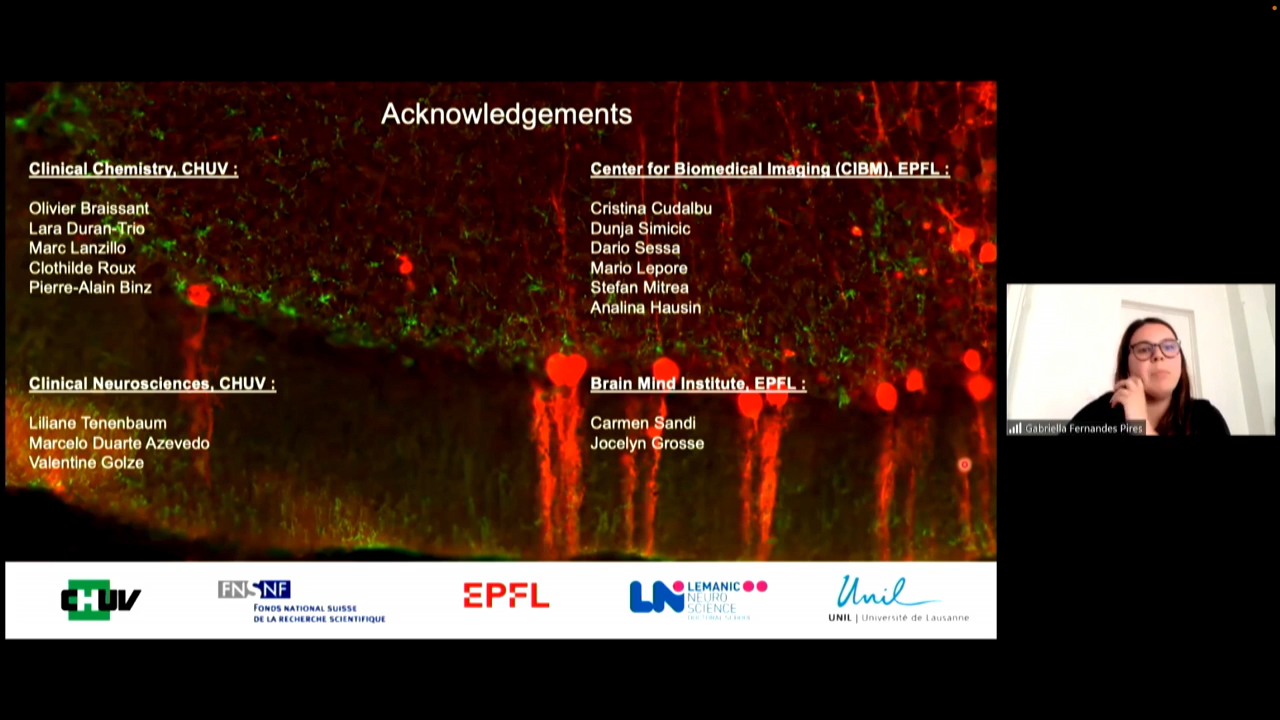 Acknowledgements
Clinical Chemistry, CHUV :
Olivier Braissant
Lara Duran-Trio
Marc Lanzillo
Clothilde Roux
Pierre-Alain Binz
Center for Biomedical Imaging (CIBM), EPFL :
Cristina Cudalbu
Dunja Simicic
Dario Sessa
Mario Lepore
Stefan Mitrea
Analina Hausin
Clinical Neurosciences, CHUV :
Liliane Tenenbaum
Marcelo Duarte Azevedo
Valentine Golze
Brain Mind Institute, EPFL :
Carmen Sandi
Jocelyn Grosse
Gabriella Fernandes Pires
CHUV
FNSNF
FONDS NATIONAL SUISSE
DE LA RECHERCHE SCIENTIFIQUE
EPFL
LN
LEMANIC
NEURO
SCIENCE
DOCTORAL SCHOOL
Unil
UNIL | Université de Lausanne